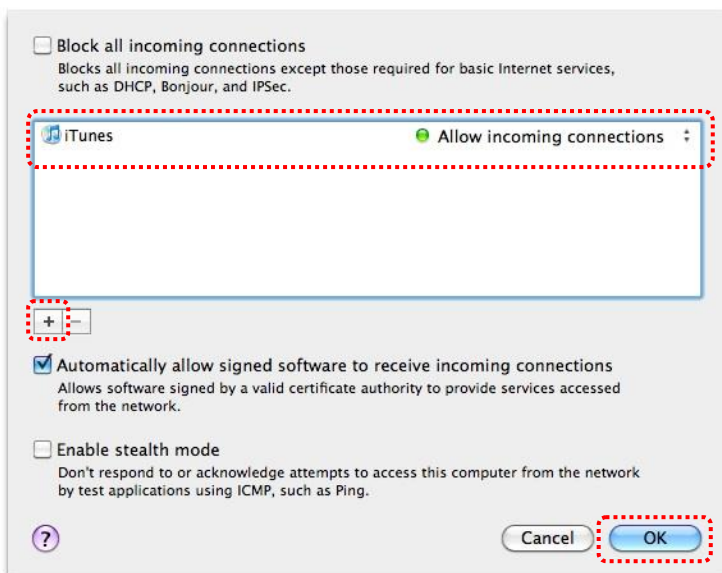 Block all incoming connections
Blocks all incoming connections except those required for basic Internet services,
such as DHCP, Bonjour, and IPSec.
iTunes Allow incoming connections
+ −
Automatically allow signed software to receive incoming connections
Allows software signed by a valid certificate authority to provide services accessed
from the network.
Enable stealth mode
Don't respond to or acknowledge attempts to access this computer from the network
by test applications using ICMP, such as Ping.
? Cancel OK